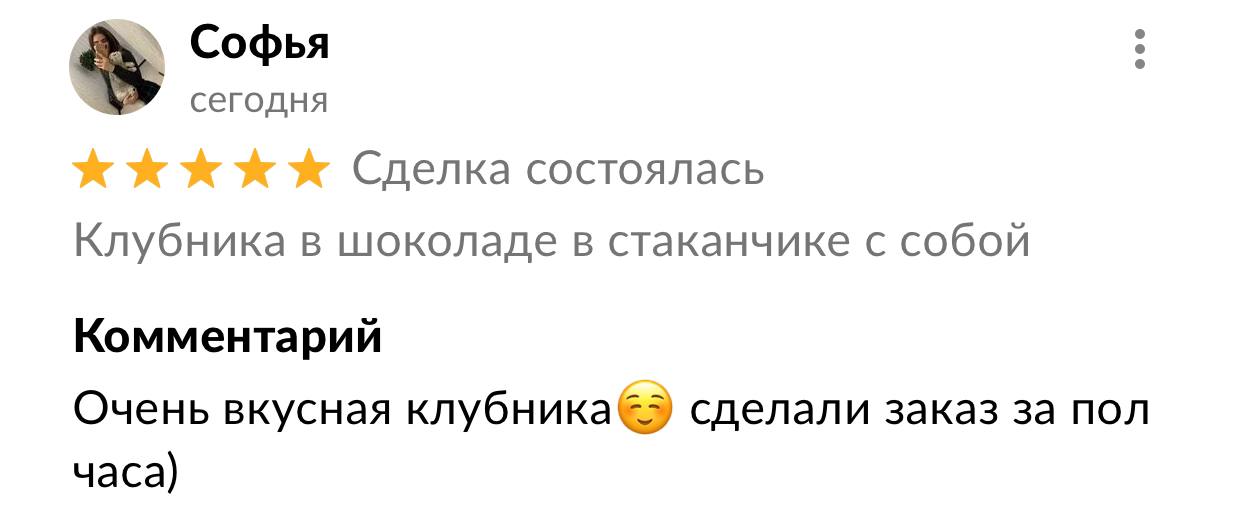 Софья
сегодня
Сделка состоялась
Клубника в шоколаде в стаканчике с собой
Комментарий
Очень вкусная клубника☺️ сделали заказ за пол
часа)